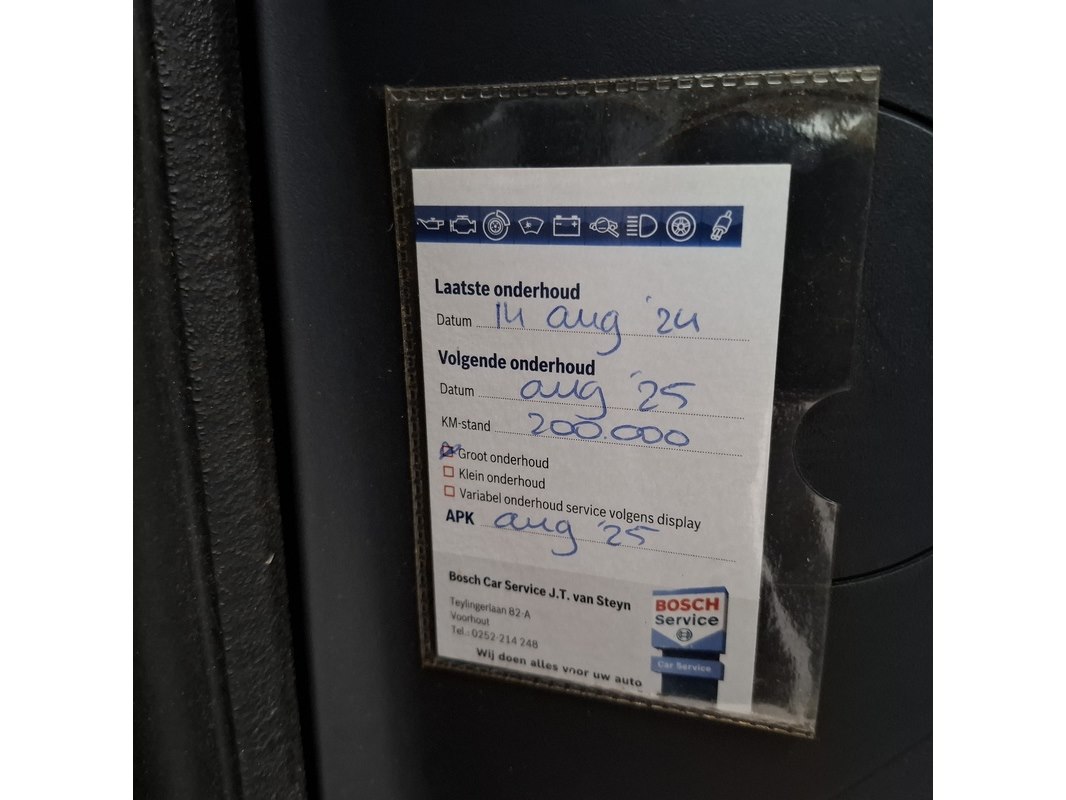 Laatste onderhoud
Datum 14 aug '24
Volgende onderhoud
Datum aug '25
KM-stand 200.000
Groot onderhoud
Klein onderhoud
Variabel onderhoud service volgens display
APK aug '25
Bosch Car Service J.T. van Steyn
Teylingerlaan 82-A
Voorhout
Tel.: 0252-214 248
Wij doen alles voor uw auto
BOSCH
Service
Car Service